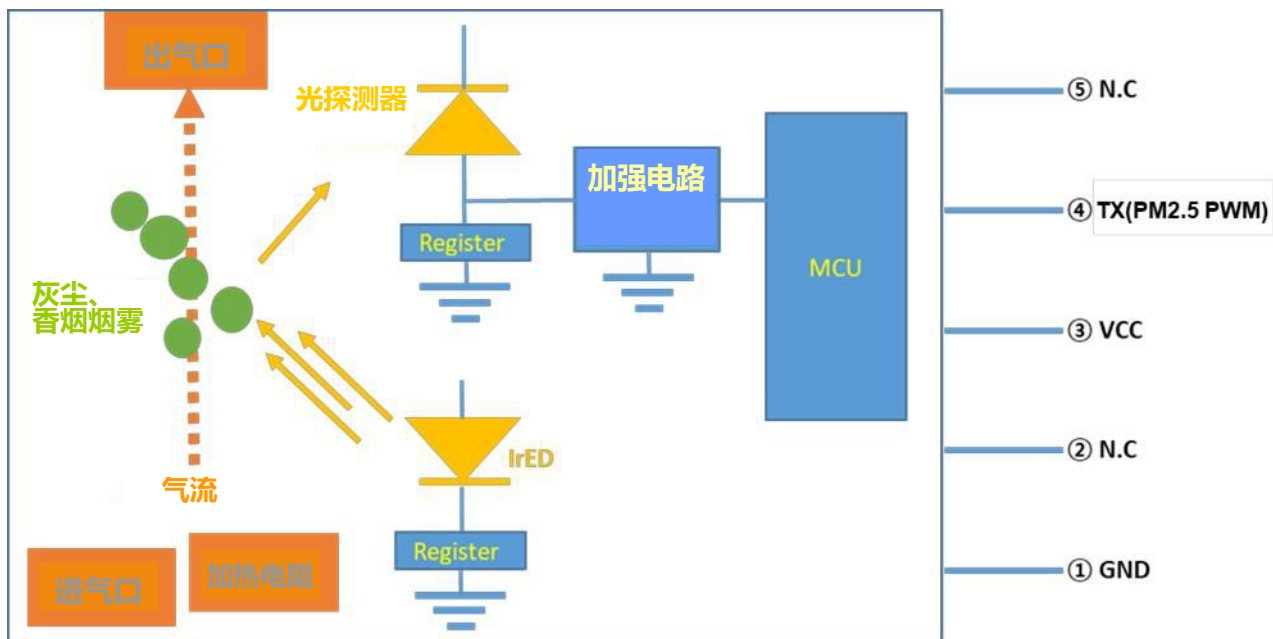 出气口
光探测器
⑤ N.C
加强电路
④ TX(PM2.5 PWM)
Register
MCU
灰尘、
香烟烟雾
③ VCC
IrED
② N.C
气流
Register
进气口
加热电阻
① GND